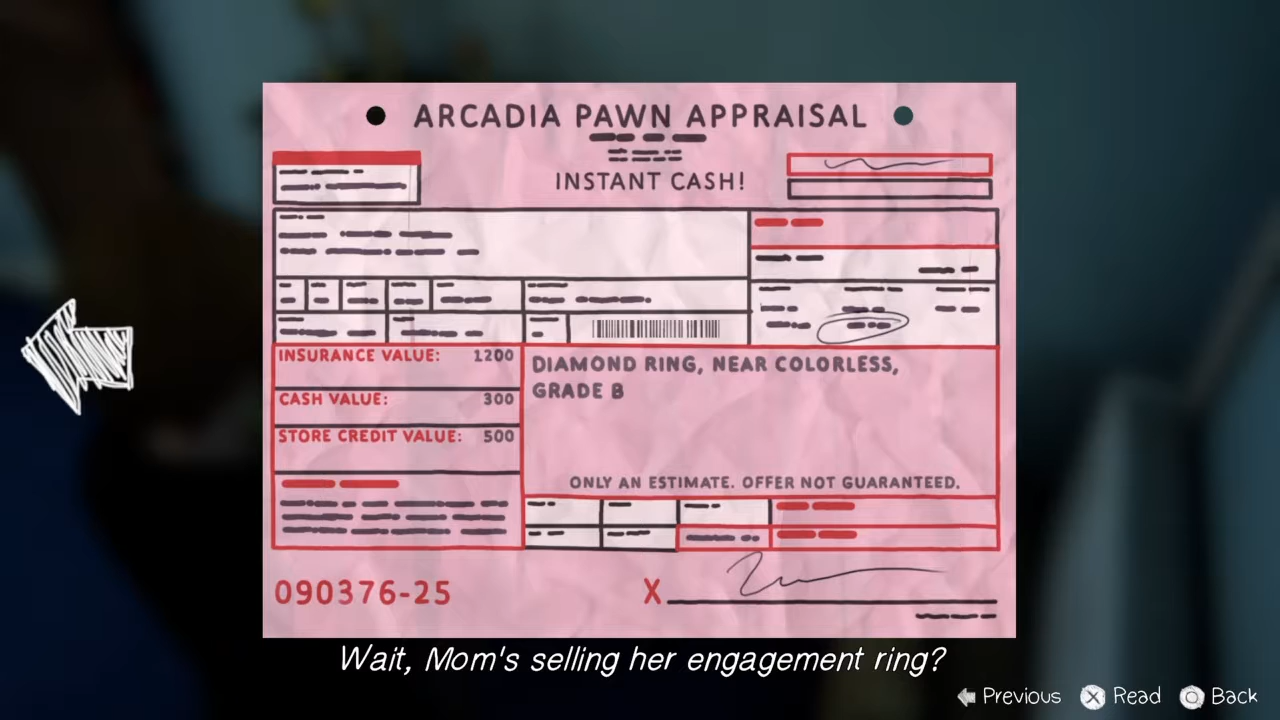 ARCADIA PAWN APPRAISAL
INSTANT CASH!
INSURANCE VALUE: 1200
CASH VALUE: 300
STORE CREDIT VALUE: 500
DIAMOND RING, NEAR COLORLESS,
GRADE B
ONLY AN ESTIMATE. OFFER NOT GUARANTEED.
090376-25
X
Wait, Mom's selling her engagement ring?
Previous Read Back